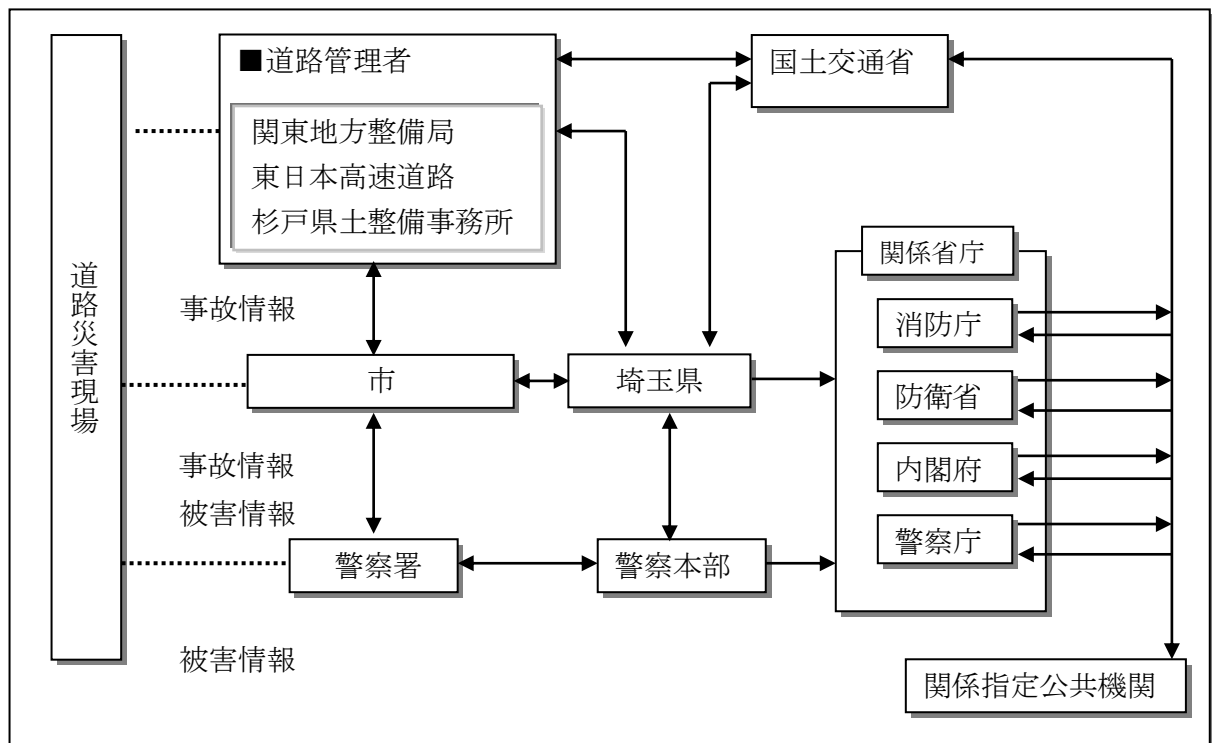 ■道路管理者
関東地方整備局
東日本高速道路
杉戸県土整備事務所
国土交通省
道路災害現場
事故情報
市
埼玉県
関係省庁
消防庁
防衛省
内閣府
警察庁
事故情報
被害情報
警察署
警察本部
被害情報
関係指定公共機関